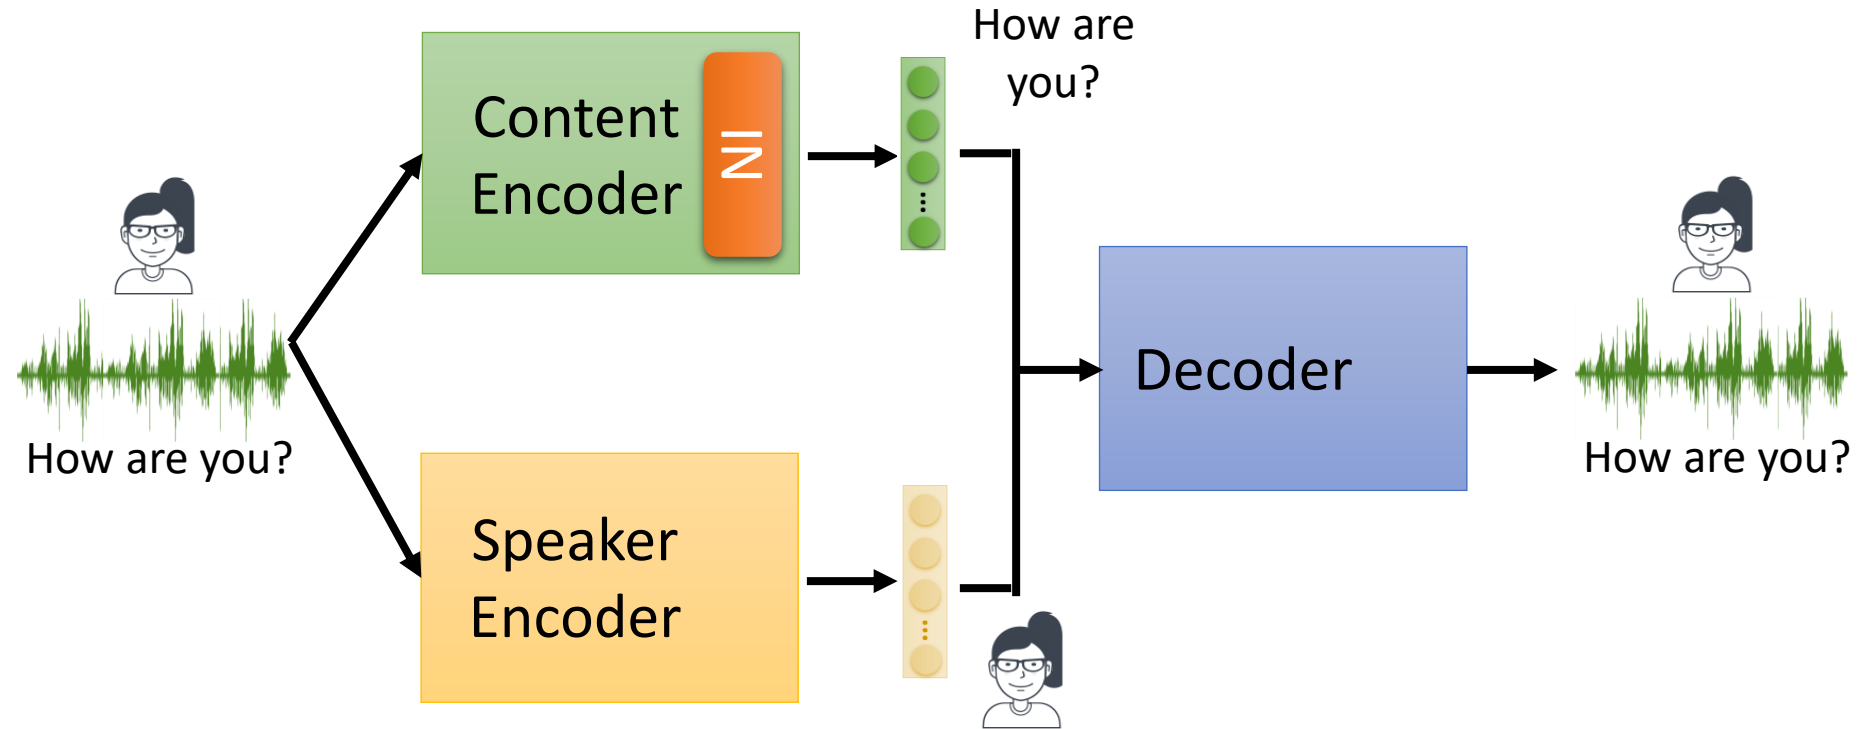 How are you?
Content
Encoder
IN
How are
you?
Speaker
Encoder
Decoder
How are you?